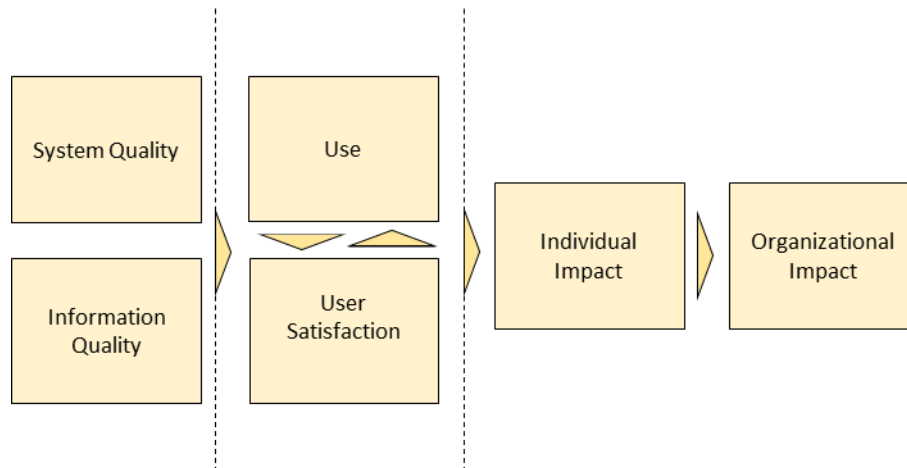 System Quality
Use
Information
Quality
User
Satisfaction
Individual
Impact
Organizational
Impact